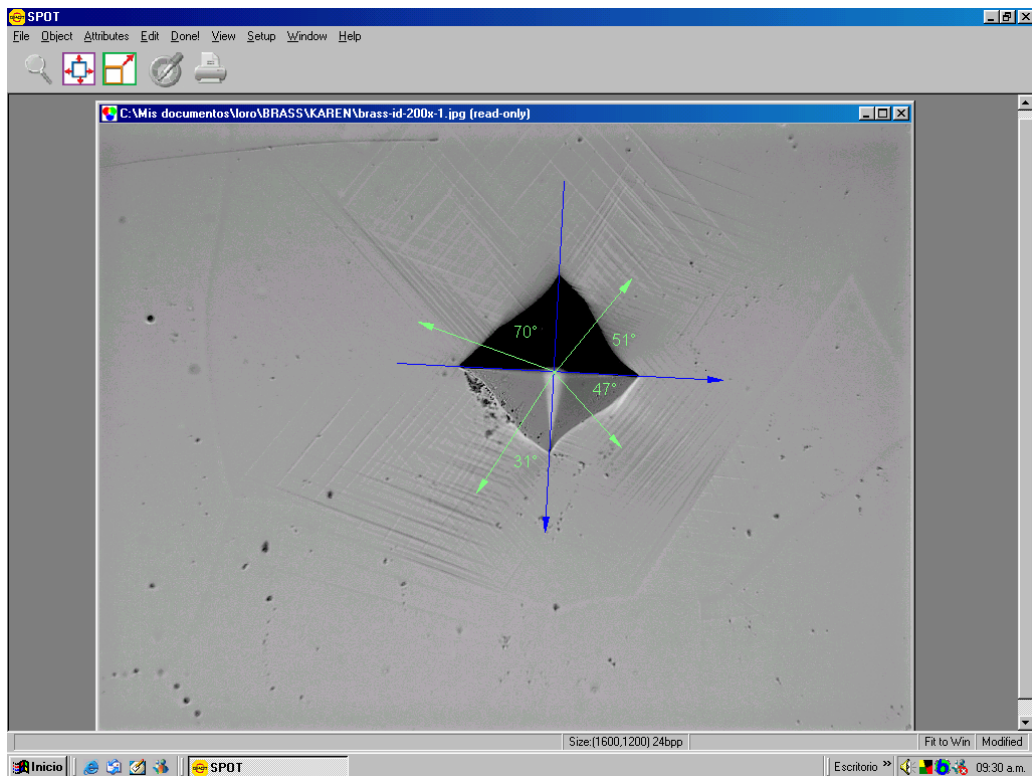 SPOT
File Object Attributes Edit Done! View Setup Window Help
C:\Mis documentos\loro\BRASS\KAREN\brass-id-200x-1.jpg (read-only)
70°
51°
47°
31°
Size:(1600,1200) 24bpp Fit to Win Modified
Inicio SPOT Escritorio » 09:30 a.m.